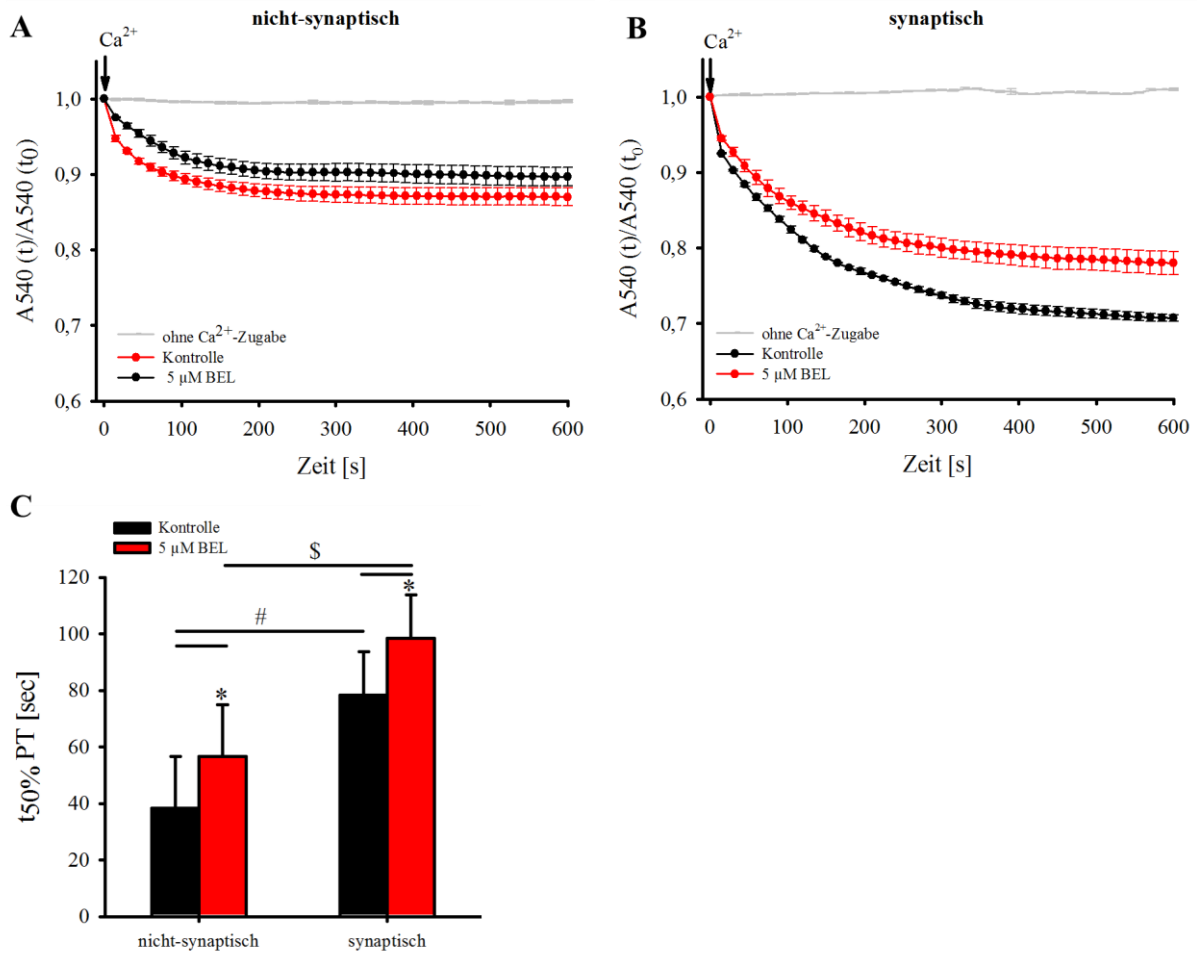 A
nicht-synaptisch
Ca2+
1,0
0,9
0,8
0,7
0,6
A540 (t)/A540 (t0)
ohne Ca2+-Zugabe
Kontrolle
5 µM BEL
0 100 200 300 400 500 600
Zeit [s]
B
synaptisch
Ca2+
1,0
0,9
0,8
0,7
0,6
A540 (t)/A540 (t0)
ohne Ca2+-Zugabe
Kontrolle
5 µM BEL
0 100 200 300 400 500 600
Zeit [s]
C
Kontrolle
5 µM BEL
$
*
#
*
120
100
80
60
40
20
0
t50% PT [sec]
nicht-synaptisch synaptisch